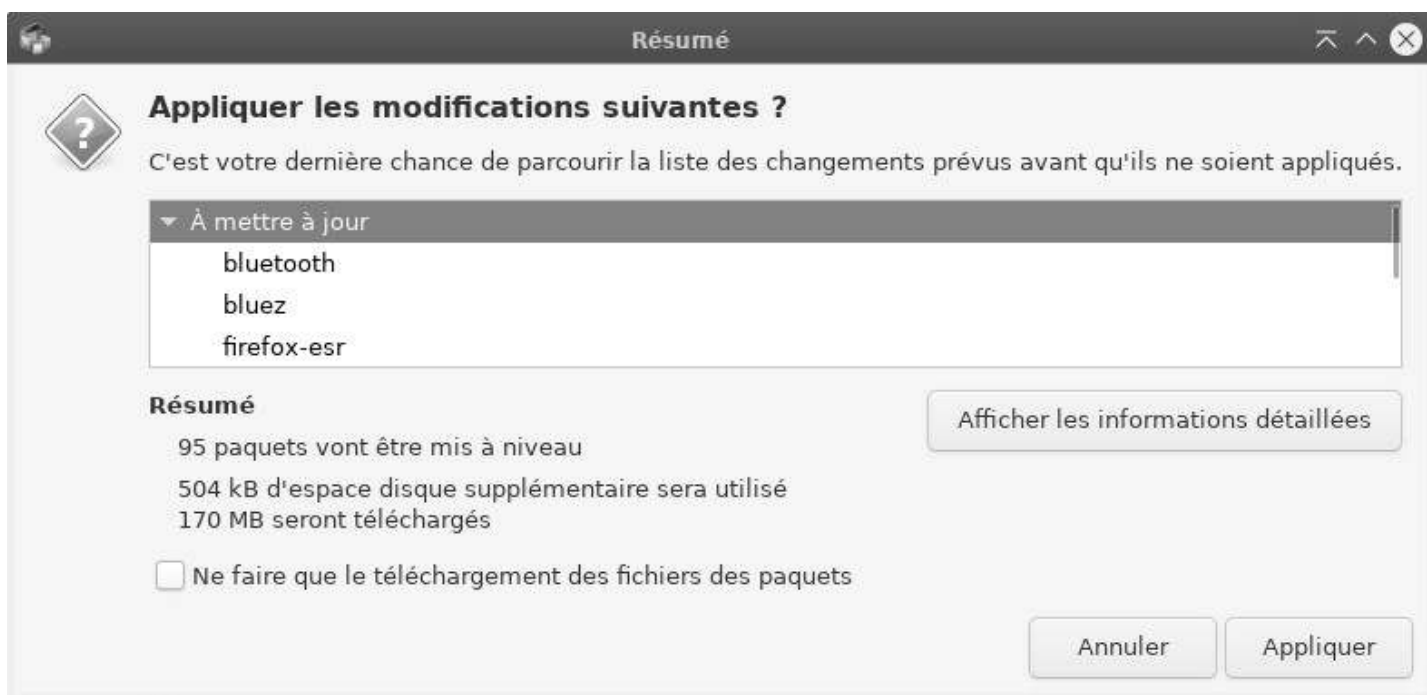 Résumé
Appliquer les modifications suivantes ?
C'est votre dernière chance de parcourir la liste des changements prévus avant qu'ils ne soient appliqués.
À mettre à jour
bluetooth
bluez
firefox-esr
Résumé
Afficher les informations détaillées
95 paquets vont être mis à niveau
504 kB d'espace disque supplémentaire sera utilisé
170 MB seront téléchargés
Ne faire que le téléchargement des fichiers des paquets
Annuler
Appliquer